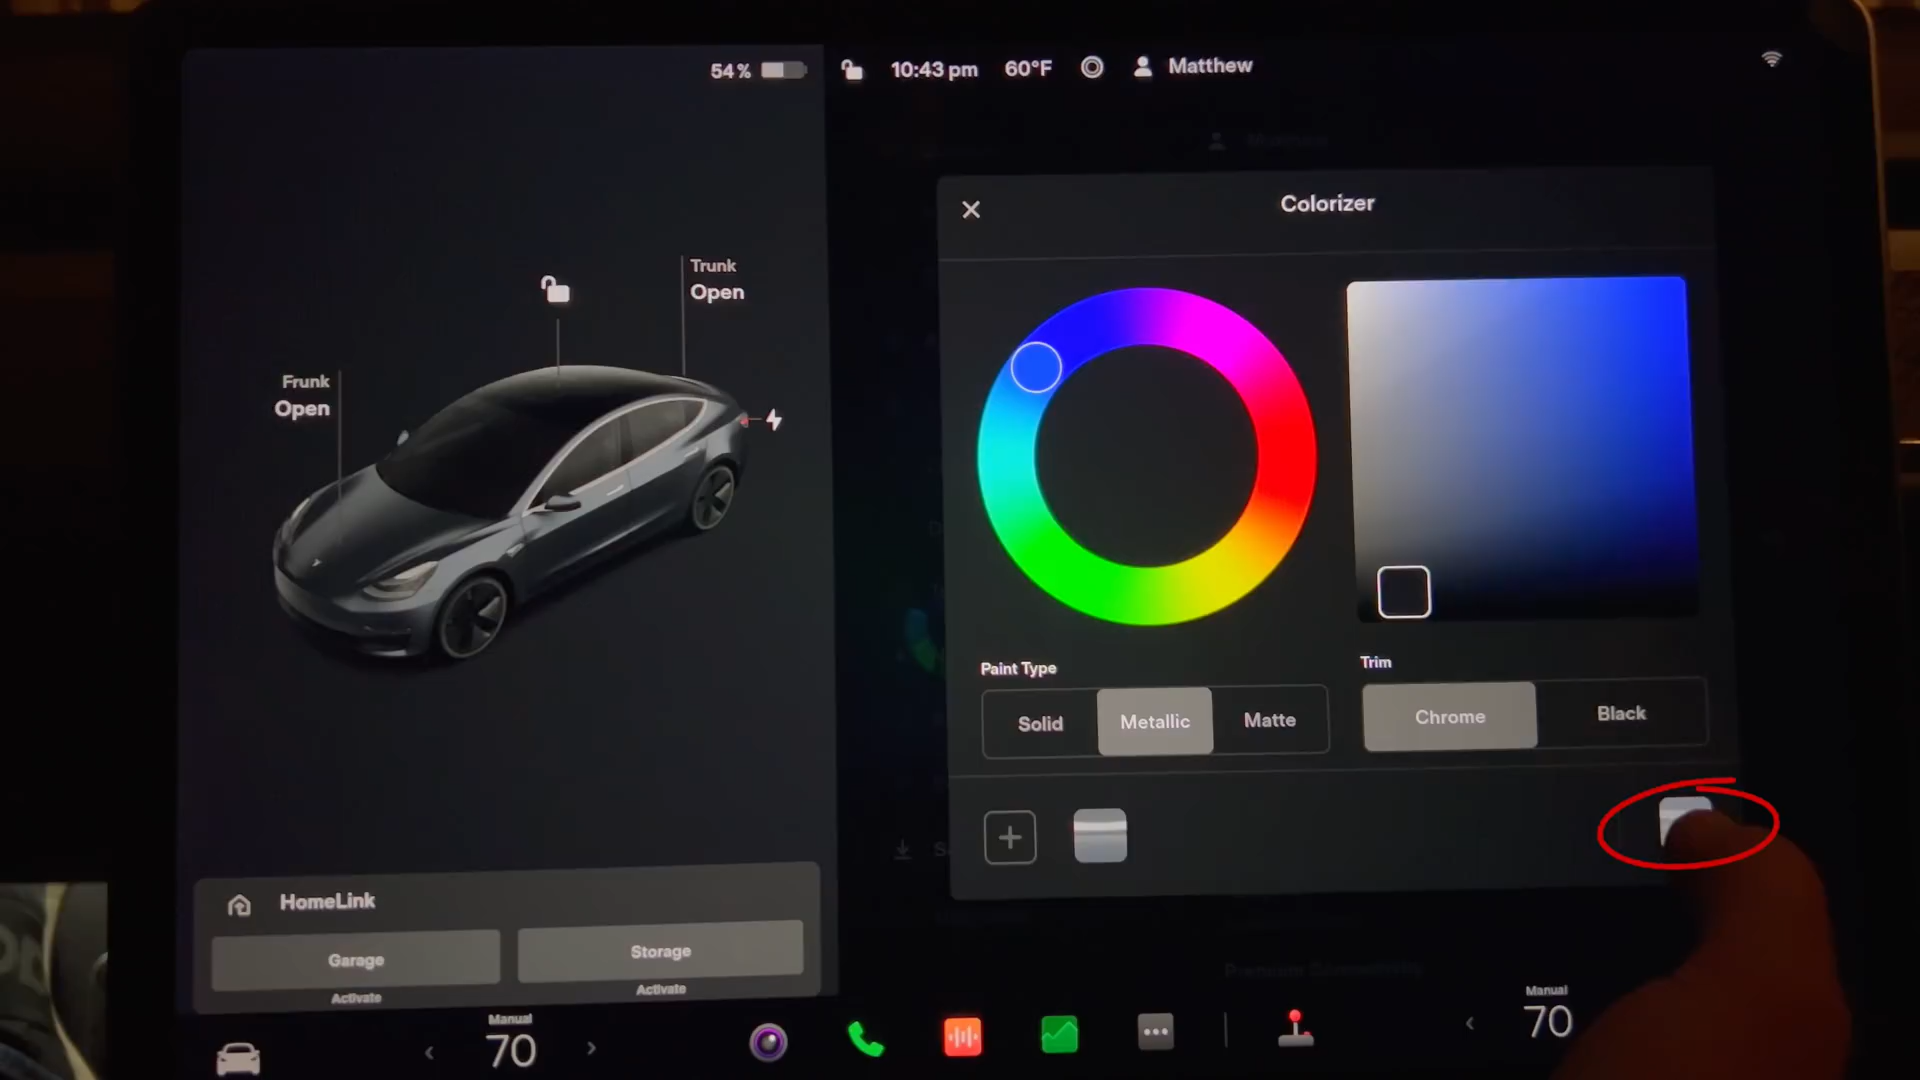 54%
10:43 pm
60°F
Matthew
Colorizer
Trunk
Open
Frunk
Open
Paint Type
Solid
Metallic
Matte
Trim
Chrome
Black
HomeLink
Garage
Activate
Storage
Activate
Manual
70
Manual
70